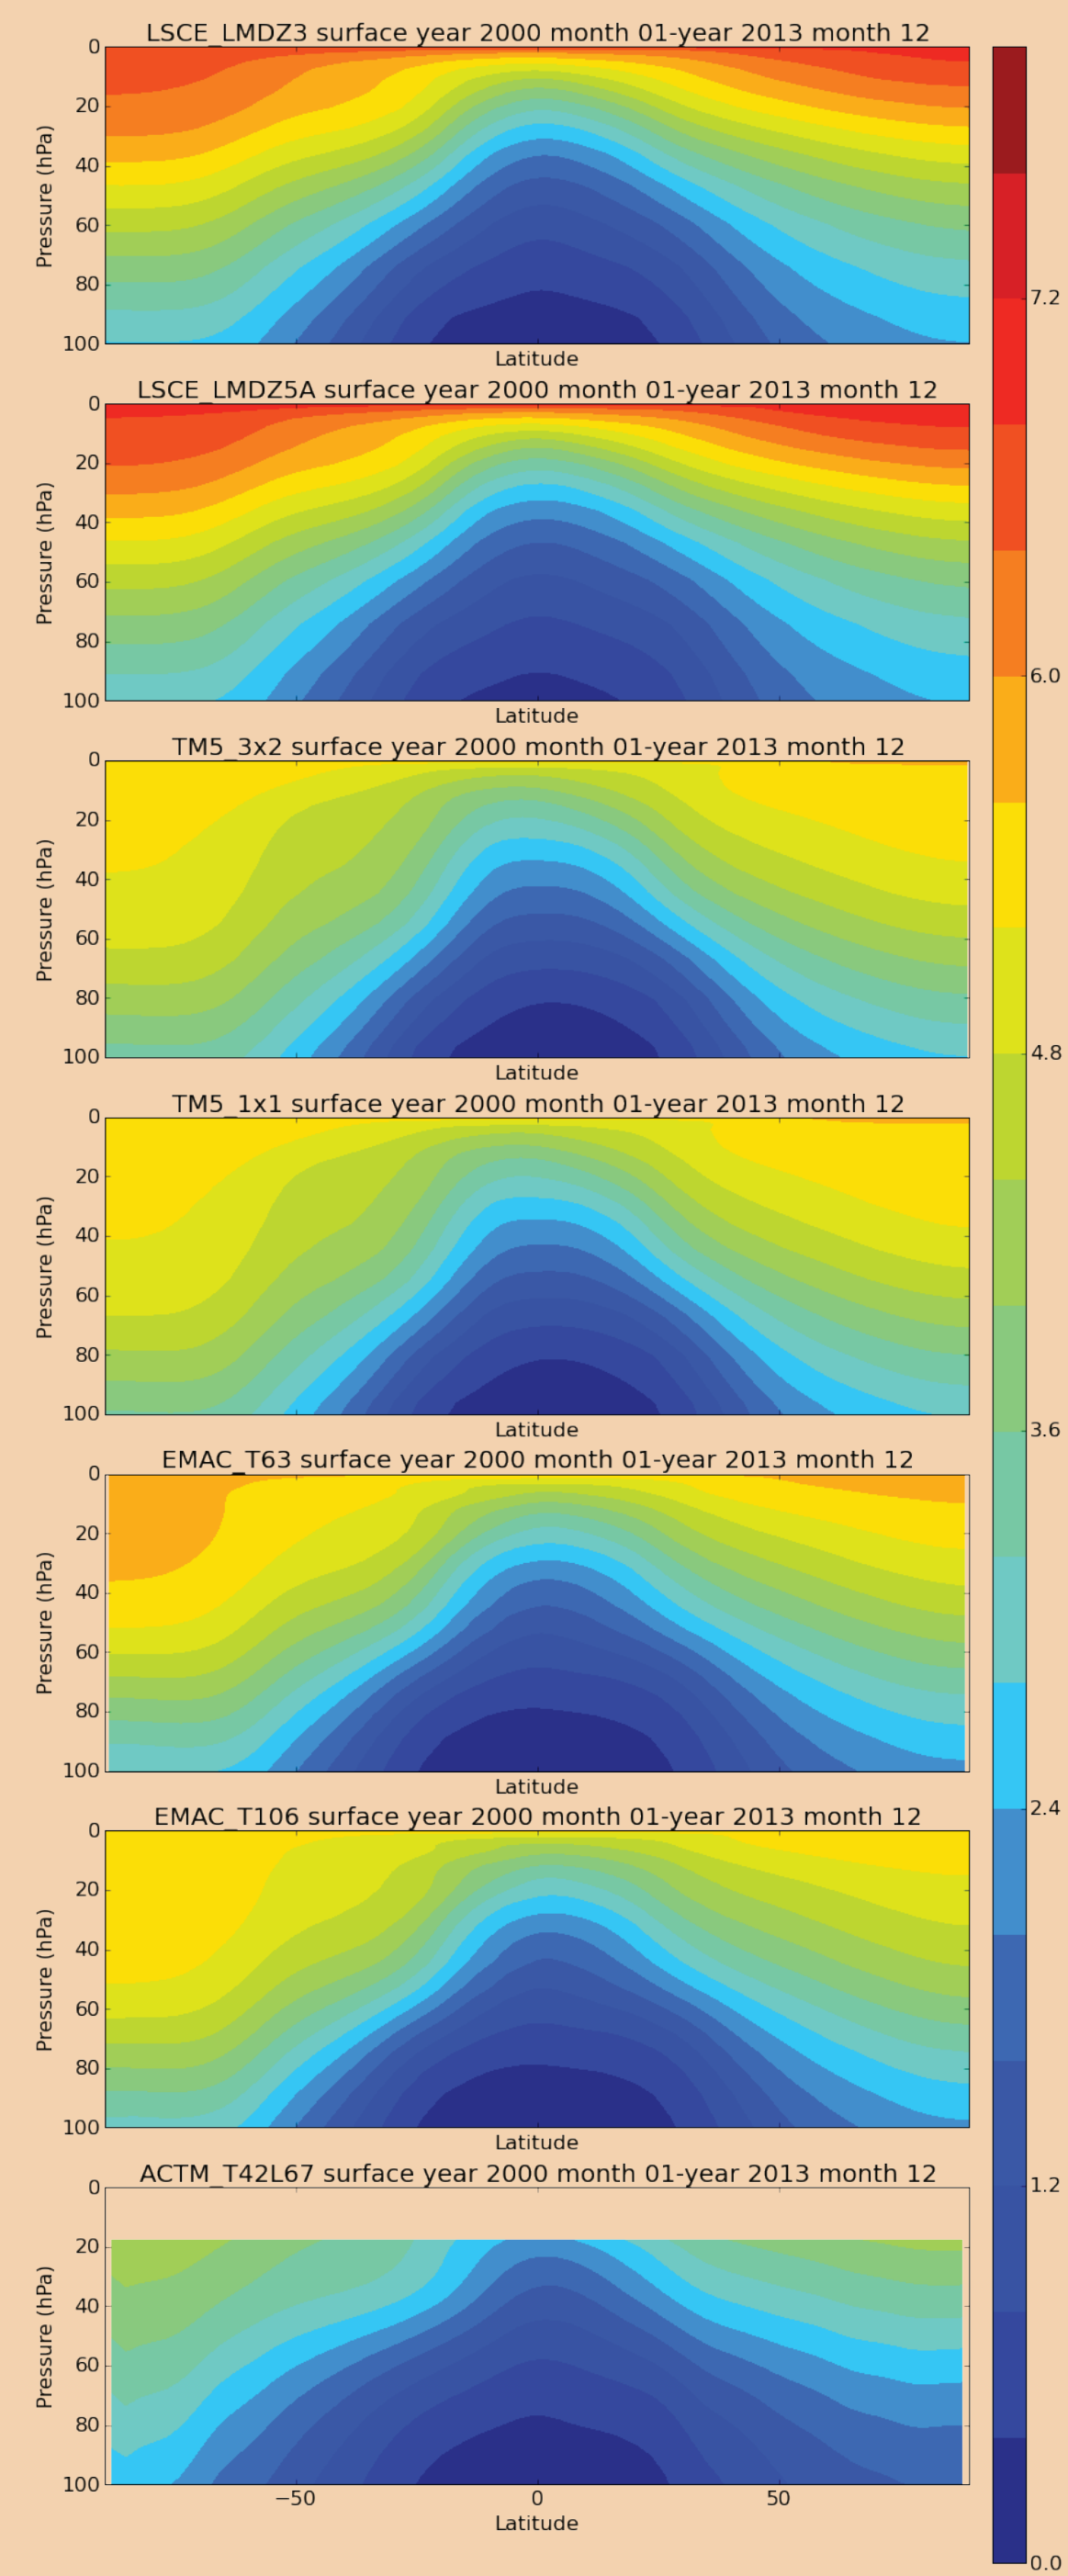 LSCE_LMDZ3 surface year 2000 month 01-year 2013 month 12
0
20
40
60
80
100
Pressure (hPa)
Latitude
LSCE_LMDZ5A surface year 2000 month 01-year 2013 month 12
0
20
40
60
80
100
Pressure (hPa)
Latitude
TM5_3x2 surface year 2000 month 01-year 2013 month 12
0
20
40
60
80
100
Pressure (hPa)
Latitude
TM5_1x1 surface year 2000 month 01-year 2013 month 12
0
20
40
60
80
100
Pressure (hPa)
Latitude
EMAC_T63 surface year 2000 month 01-year 2013 month 12
0
20
40
60
80
100
Pressure (hPa)
Latitude
EMAC_T106 surface year 2000 month 01-year 2013 month 12
0
20
40
60
80
100
Pressure (hPa)
Latitude
ACTM_T42L67 surface year 2000 month 01-year 2013 month 12
0
20
40
60
80
100
Pressure (hPa)
−50 0 50
Latitude
7.2
6.0
4.8
3.6
2.4
1.2
0.0